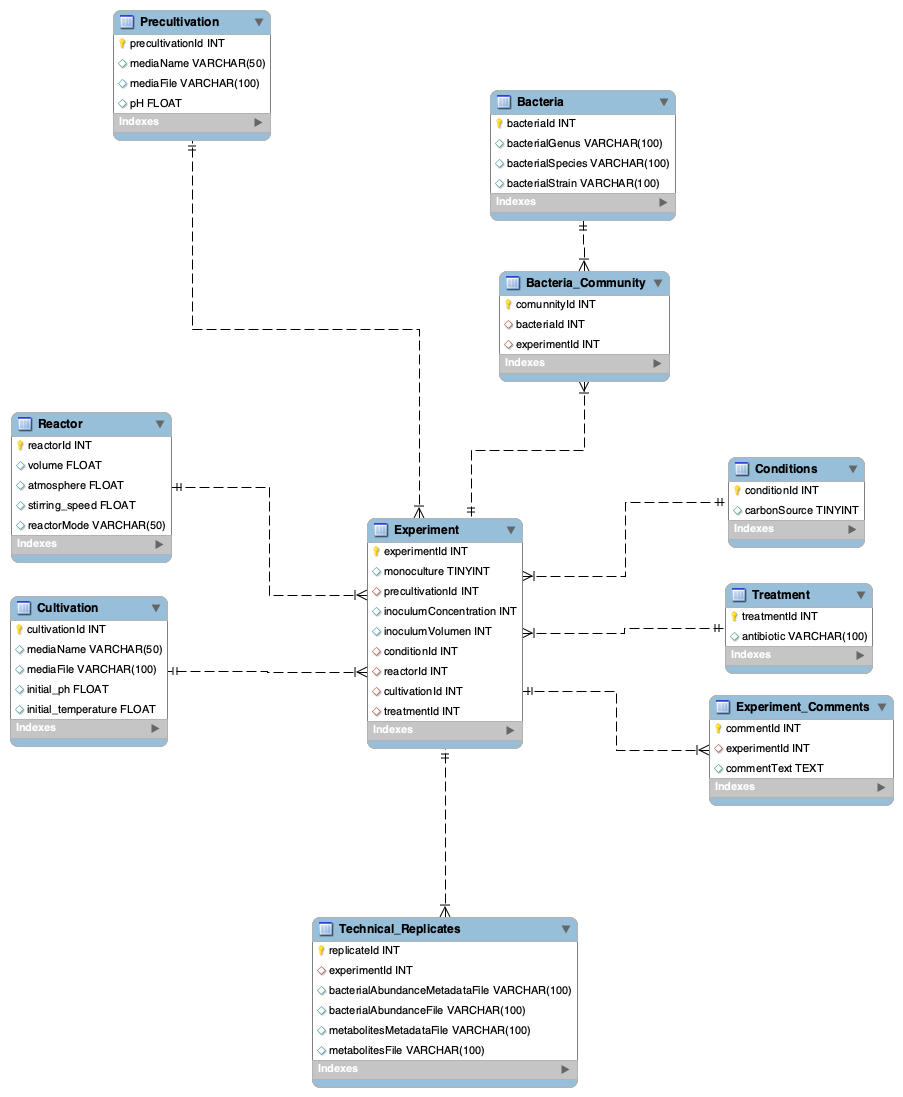 Precultivation
precultivationId INT
mediaName VARCHAR(50)
mediaFile VARCHAR(100)
pH FLOAT
Indexes
Bacteria
bacteriaId INT
bacterialGenus VARCHAR(100)
bacterialSpecies VARCHAR(100)
bacterialStrain VARCHAR(100)
Indexes
Bacteria_Community
comunnityId INT
bacteriaId INT
experimentId INT
Indexes
Reactor
reactorId INT
volume FLOAT
atmosphere FLOAT
stirring_speed FLOAT
reactorMode VARCHAR(50)
Indexes
Conditions
conditionId INT
carbonSource TINYINT
Indexes
Experiment
experimentId INT
monoculture TINYINT
precultivationId INT
inoculumConcentration INT
inoculumVolumen INT
conditionId INT
reactorId INT
cultivationId INT
treatmentId INT
Indexes
Cultivation
cultivationId INT
mediaName VARCHAR(50)
mediaFile VARCHAR(100)
initial_ph FLOAT
initial_temperature FLOAT
Indexes
Treatment
treatmentId INT
antibiotic VARCHAR(100)
Indexes
Experiment_Comments
commentId INT
experimentId INT
commentText TEXT
Indexes
Technical_Replicates
replicateId INT
experimentId INT
bacterialAbundanceMetadataFile VARCHAR(100)
bacterialAbundanceFile VARCHAR(100)
metabolitesMetadataFile VARCHAR(100)
metabolitesFile VARCHAR(100)
Indexes